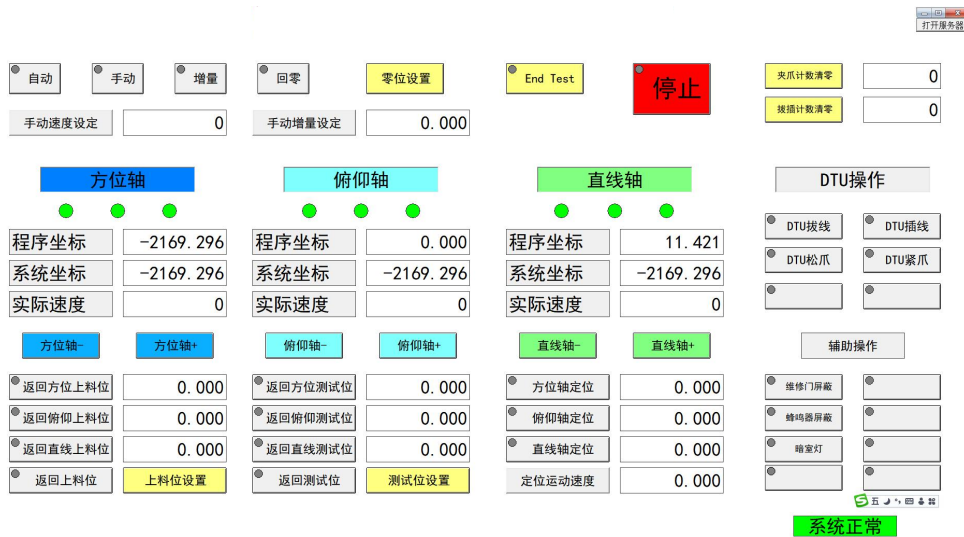 打开服务器
自动 手动 增量 回零 零位设置 End Test 停止 夹爪计数清零 0
手动速度设定 0 手动增量设定 0.000 拨插计数清零 0
方位轴 俯仰轴 直线轴 DTU操作
程序坐标 -2169.296 程序坐标 0.000 程序坐标 11.421 DTU拔线 DTU插线
系统坐标 -2169.296 系统坐标 -2169.296 系统坐标 -2169.296 DTU松爪 DTU紧爪
实际速度 0 实际速度 0 实际速度 0
方位轴- 方位轴+ 俯仰轴- 俯仰轴+ 直线轴- 直线轴+ 辅助操作
返回方位上料位 0.000 返回方位测试位 0.000 方位轴定位 0.000 维修门屏蔽
返回俯仰上料位 0.000 返回俯仰测试位 0.000 俯仰轴定位 0.000 蜂鸣器屏蔽
返回直线上料位 0.000 返回直线测试位 0.000 直线轴定位 0.000 暗室灯
返回上料位 上料位设置 返回测试位 测试位设置 定位运动速度 0.000
五
系统正常